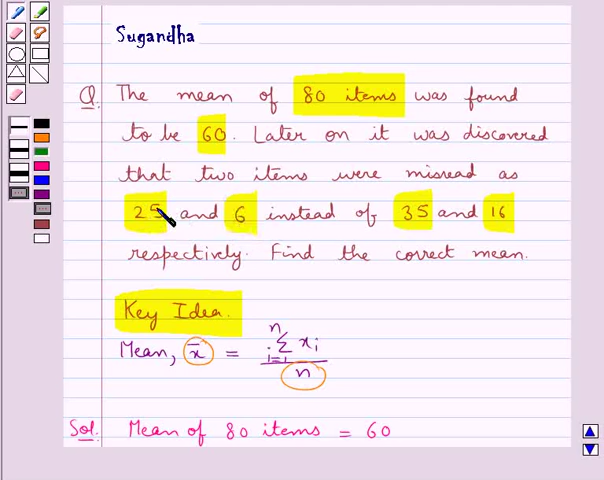 Sugandha
Q. The mean of 80 items was found
to be 60. Later on it was discovered
that two items were misread as
25 and 6 instead of 35 and 16
respectively. Find the correct mean.
Key Idea.
Mean, x̄ = n∑i=1 xi / n
Sol. Mean of 80 items = 60